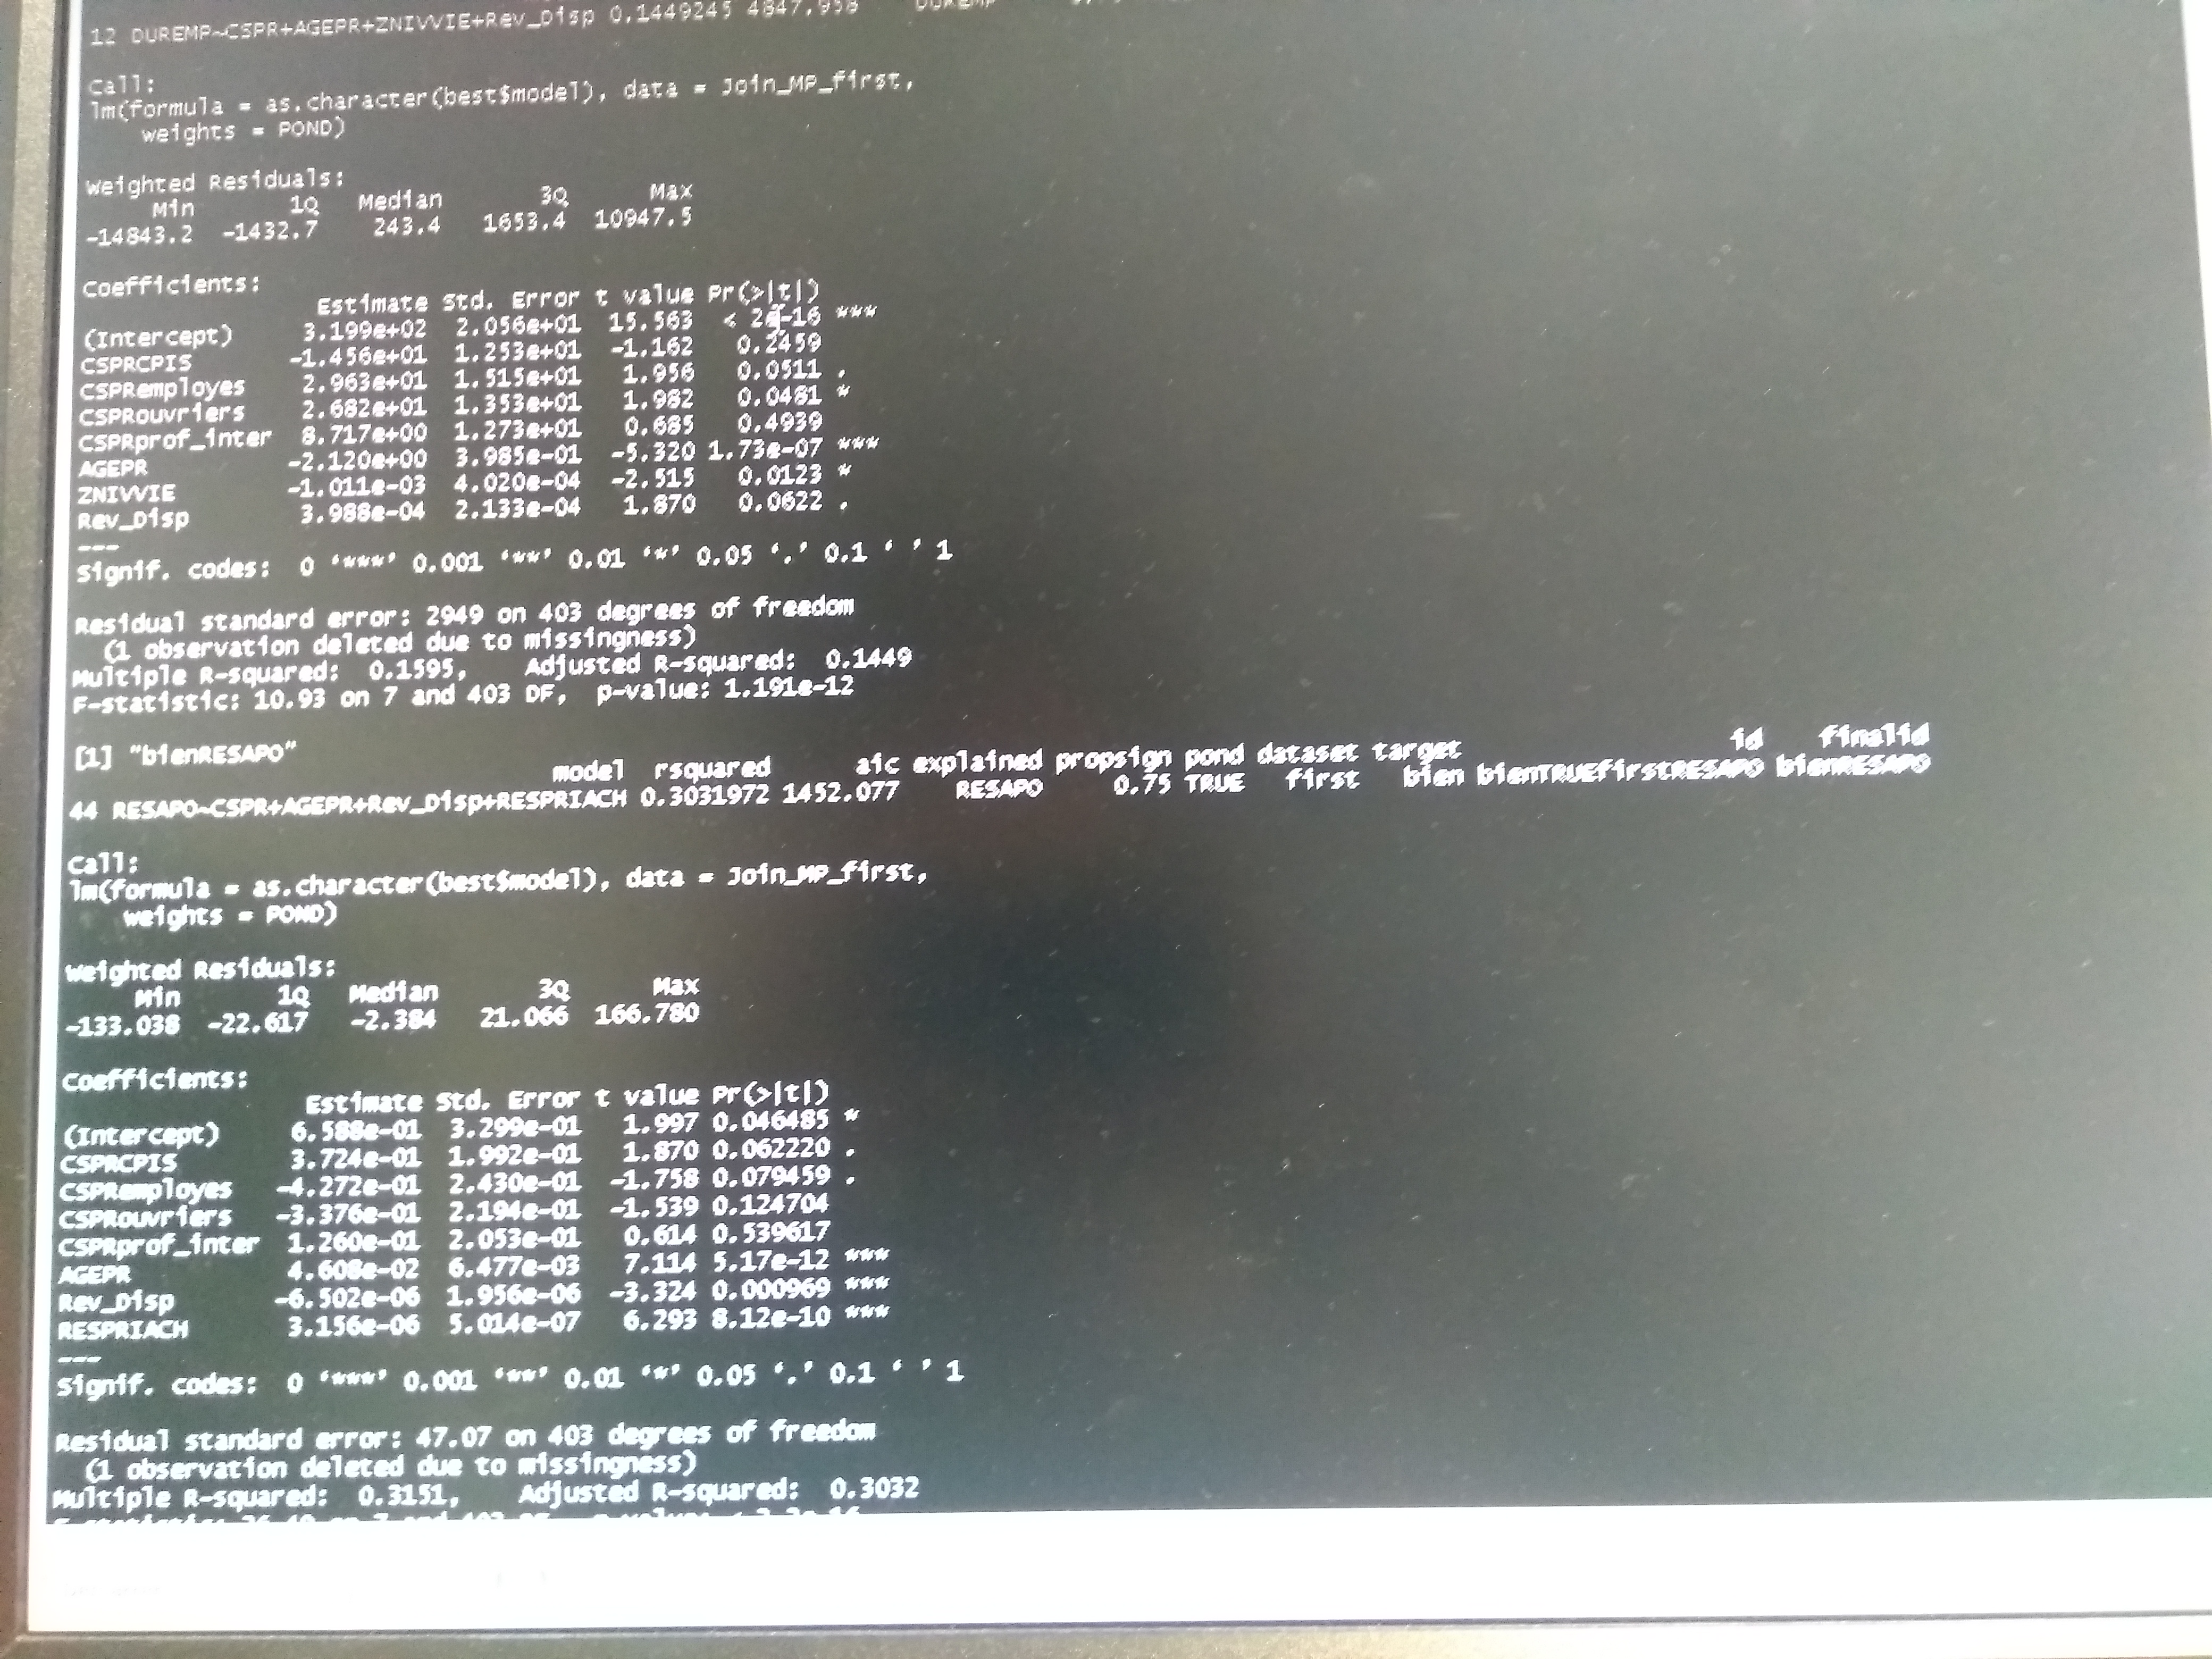 12 DUREMP~CSPR+AGEPR+ZNIVVIE+Rev_Disp 0.1449245 4847.958 DUREMP
Call:
lm(formula = as.character(best$model), data = Join_MP_first,
weights = POND)
Weighted Residuals:
Min 1Q Median 3Q Max
-14843.2 -1432.7 243.4 1653.4 10947.5
Coefficients:
Estimate Std. Error t value Pr(>|t|)
(Intercept) 3.199e+02 2.056e+01 15.563 < 2e-16 ***
CSPRCPIS -1.456e+01 1.253e+01 -1.162 0.2459
CSPRemployes 2.963e+01 1.515e+01 1.956 0.0511 .
CSPRouvriers 2.682e+01 1.353e+01 1.982 0.0481 *
CSPRprof_inter 8.717e+00 1.273e+01 0.685 0.4939
AGEPR -2.120e+00 3.985e-01 -5.320 1.73e-07 ***
ZNIVVIE -1.011e-03 4.020e-04 -2.515 0.0123 *
Rev_Disp 3.988e-04 2.133e-04 1.870 0.0622 .
---
Signif. codes: 0 ‘***’ 0.001 ‘**’ 0.01 ‘*’ 0.05 ‘.’ 0.1 ‘ ’ 1
Residual standard error: 2949 on 403 degrees of freedom
(1 observation deleted due to missingness)
Multiple R-squared: 0.1595, Adjusted R-squared: 0.1449
F-statistic: 10.93 on 7 and 403 DF, p-value: 1.191e-12
[1] "bienRESAPO"
model rsquared aic explained propsign pond dataset target id finalid
44 RESAPO~CSPR+AGEPR+Rev_Disp+RESPRIACH 0.3031972 1452.077 RESAPO 0.75 TRUE first bien bienTRUEfirstRESAPO bienRESAPO
Call:
lm(formula = as.character(best$model), data = Join_MP_first,
weights = POND)
Weighted Residuals:
Min 1Q Median 3Q Max
-133.038 -22.617 -2.384 21.066 166.780
Coefficients:
Estimate Std. Error t value Pr(>|t|)
(Intercept) 6.588e-01 3.299e-01 1.997 0.046485 *
CSPRCPIS 3.724e-01 1.992e-01 1.870 0.062220 .
CSPRemployes -4.272e-01 2.430e-01 -1.758 0.079459 .
CSPRouvriers -3.376e-01 2.194e-01 -1.539 0.124704
CSPRprof_inter 1.260e-01 2.053e-01 0.614 0.539617
AGEPR 4.608e-02 6.477e-03 7.114 5.17e-12 ***
Rev_Disp -6.502e-06 1.956e-06 -3.324 0.000969 ***
RESPRIACH 3.156e-06 5.014e-07 6.293 8.12e-10 ***
---
Signif. codes: 0 ‘***’ 0.001 ‘**’ 0.01 ‘*’ 0.05 ‘.’ 0.1 ‘ ’ 1
Residual standard error: 47.07 on 403 degrees of freedom
(1 observation deleted due to missingness)
Multiple R-squared: 0.3151, Adjusted R-squared: 0.3032